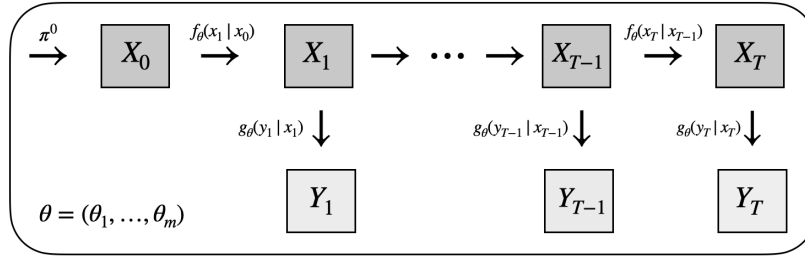 π⁰ f_θ(x₁ | x₀) f_θ(x_T | x_{T−1})
X₀ X₁ ··· X_{T−1} X_T
g_θ(y₁ | x₁) g_θ(y_{T−1} | x_{T−1}) g_θ(y_T | x_T)
Y₁ Y_{T−1} Y_T
θ = (θ₁, …, θ_m)